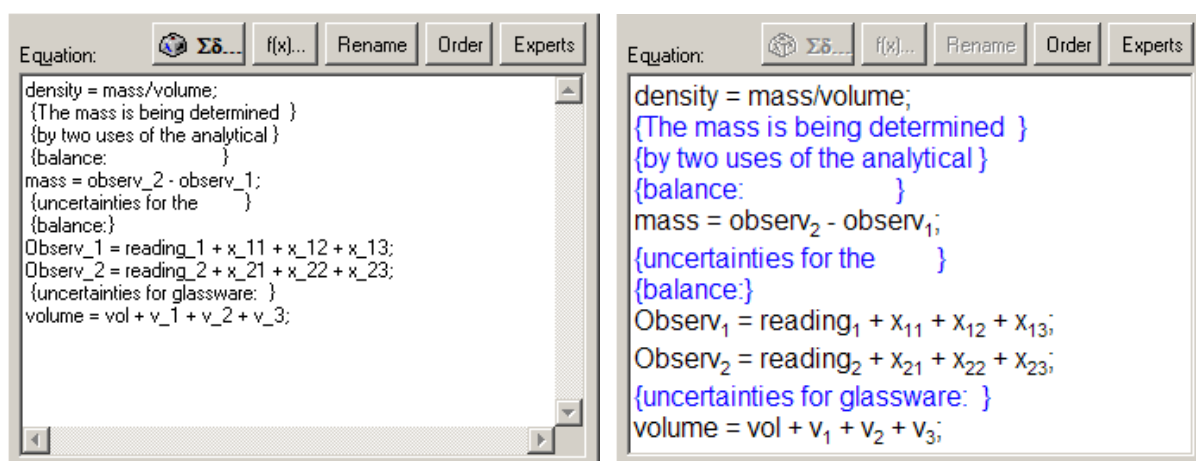 Equation: Σδ... f(x)... Rename Order Experts
density = mass/volume;
{The mass is being determined }
{by two uses of the analytical }
{balance: }
mass = observ_2 - observ_1;
{uncertainties for the }
{balance:}
Observ_1 = reading_1 + x_11 + x_12 + x_13;
Observ_2 = reading_2 + x_21 + x_22 + x_23;
{uncertainties for glassware: }
volume = vol + v_1 + v_2 + v_3;
Equation: Σδ... f(x)... Rename Order Experts
density = mass/volume;
{The mass is being determined }
{by two uses of the analytical }
{balance: }
mass = observ₂ - observ₁;
{uncertainties for the }
{balance:}
Observ₁ = reading₁ + x₁₁ + x₁₂ + x₁₃;
Observ₂ = reading₂ + x₂₁ + x₂₂ + x₂₃;
{uncertainties for glassware: }
volume = vol + v₁ + v₂ + v₃;